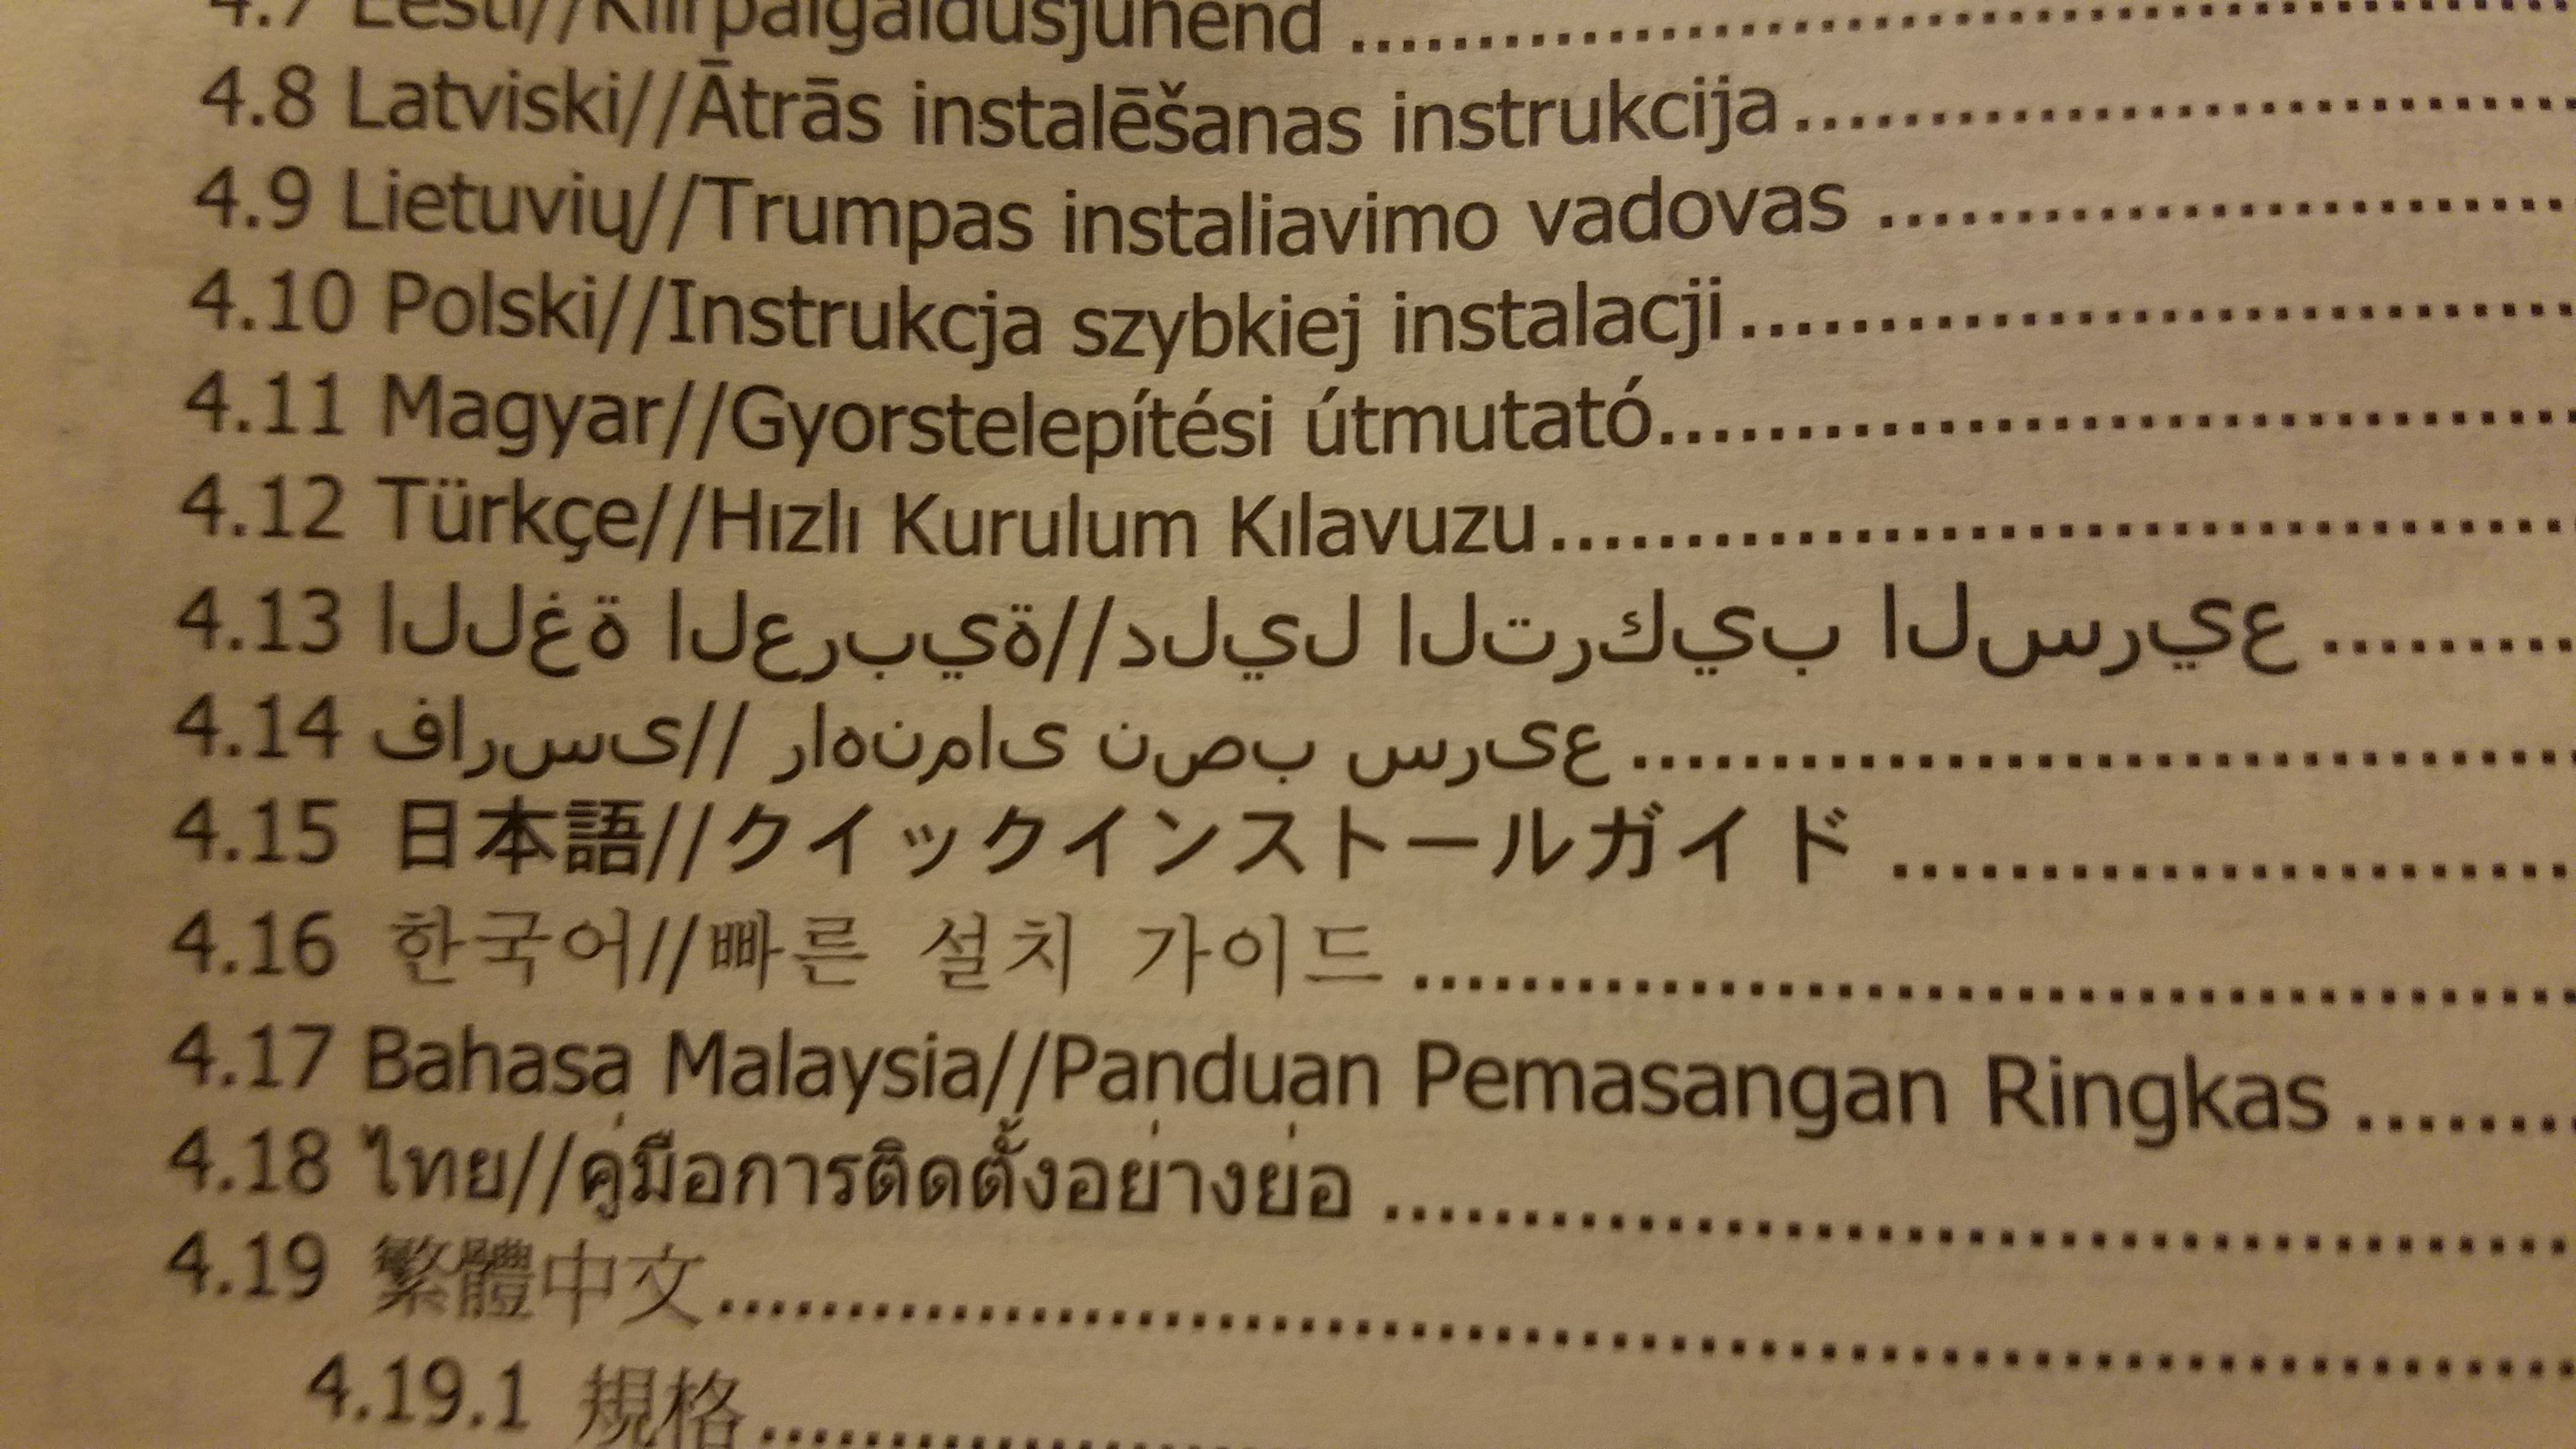 4.7 Eesti//Kiirpaigaldusjuhend ........................................
4.8 Latviski//Ātrās instalēšanas instrukcija............................
4.9 Lietuvių//Trumpas instaliavimo vadovas ..........................
4.10 Polski//Instrukcja szybkiej instalacji..............................
4.11 Magyar//Gyorstelepítési útmutató.................................
4.12 Türkçe//Hızlı Kurulum Kılavuzu.....................................
4.13 اللغة العربية//دليل التركيب السريع .........
4.14 فارسی// راهنمای نصب سریع ..................................
4.15 日本語//クイックインストールガイド ........................
4.16 한국어//빠른 설치 가이드 ..........................................
4.17 Bahasa Malaysia//Panduan Pemasangan Ringkas ........
4.18 ไทย//คู่มือการติดตั้งอย่างย่อ ...........................................
4.19 繁體中文....................................................................
4.19.1 規格..................